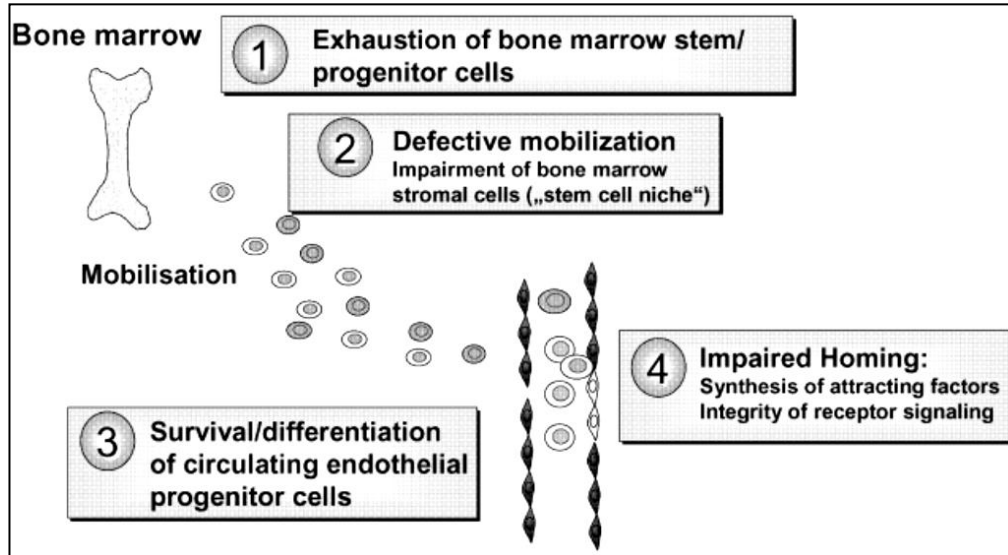 Bone marrow
1
Exhaustion of bone marrow stem/
progenitor cells
2
Defective mobilization
Impairment of bone marrow
stromal cells („stem cell niche“)
Mobilisation
3
Survival/differentiation
of circulating endothelial
progenitor cells
4
Impaired Homing:
Synthesis of attracting factors
Integrity of receptor signaling